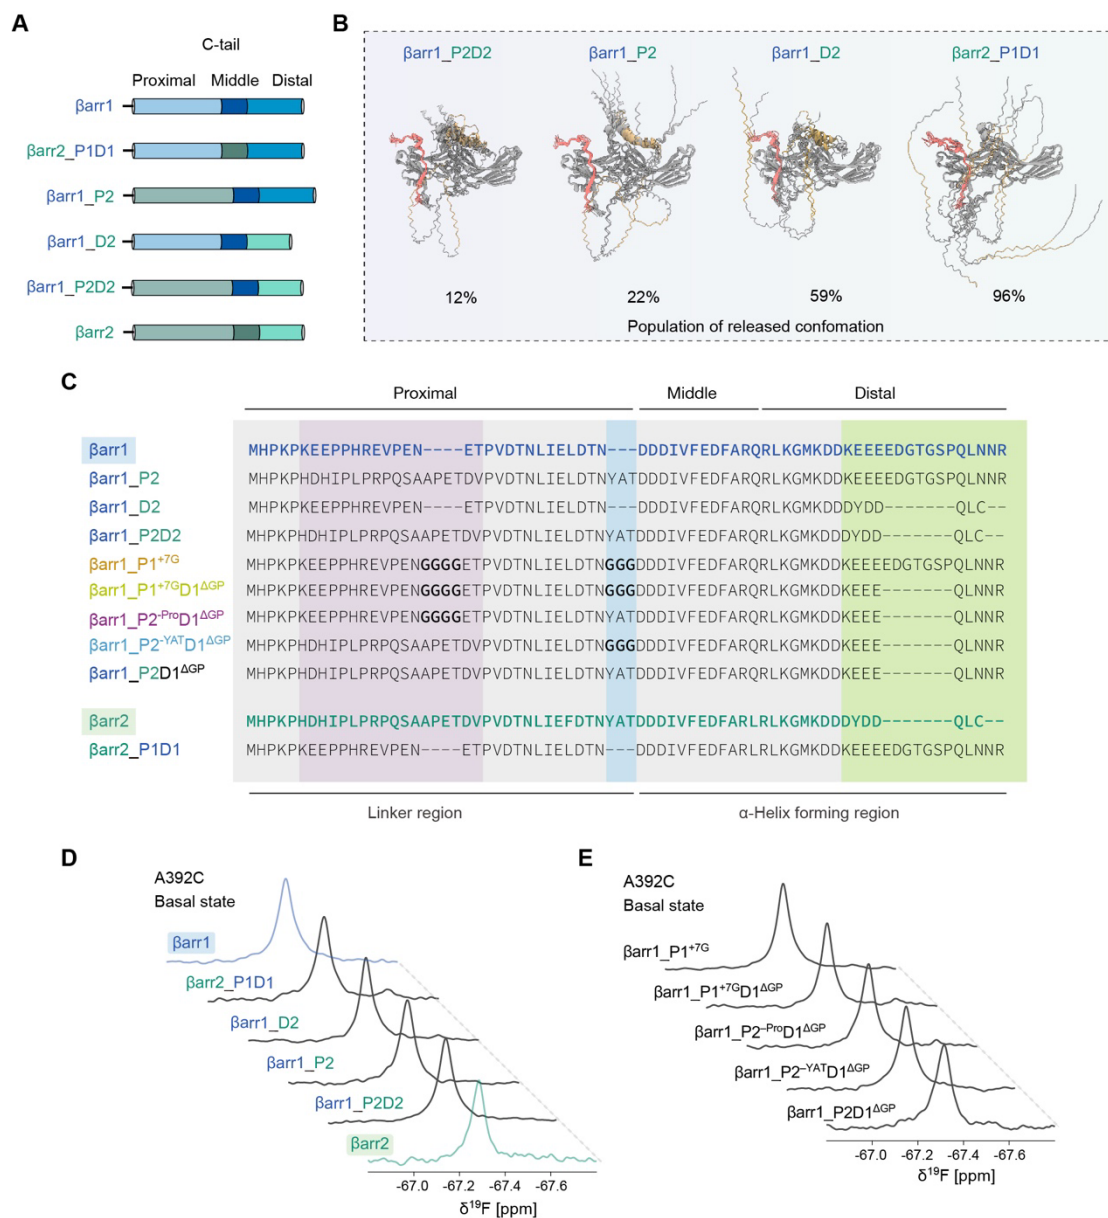 A
C-tail
Proximal Middle Distal
βarr1
βarr2_P1D1
βarr1_P2
βarr1_D2
βarr1_P2D2
βarr2
B
βarr1_P2D2 βarr1_P2 βarr1_D2 βarr2_P1D1
12% 22% 59% 96%
Population of released confomation
C
Proximal Middle Distal
βarr1 MHPKPKEEPPHREVPEN----ETPVDTNLIELDTN---DDDIVFEDFARQRLKGMKDDKEEEEDGTGSPQLNNR
βarr1_P2 MHPKPHDHIPLPRPQSAAPETDVPVDTNLIELDTNYATDDDIVFEDFARQRLKGMKDDKEEEEDGTGSPQLNNR
βarr1_D2 MHPKPKEEPPHREVPEN----ETPVDTNLIELDTN---DDDIVFEDFARQRLKGMKDDDYDD-------QLC--
βarr1_P2D2 MHPKPHDHIPLPRPQSAAPETDVPVDTNLIELDTNYATDDDIVFEDFARQRLKGMKDDDYDD-------QLC--
βarr1_P1+7G MHPKPKEEPPHREVPENGGGGETPVDTNLIELDTNGGGDDDIVFEDFARQRLKGMKDDKEEEEDGTGSPQLNNR
βarr1_P1+7GD1ΔGP MHPKPKEEPPHREVPENGGGGETPVDTNLIELDTNGGGDDDIVFEDFARQRLKGMKDDKEEE-------QLNNR
βarr1_P2-ProD1ΔGP MHPKPKEEPPHREVPENGGGGETPVDTNLIELDTNYATDDDIVFEDFARQRLKGMKDDKEEE-------QLNNR
βarr1_P2-YATD1ΔGP MHPKPHDHIPLPRPQSAAPETDVPVDTNLIELDTNGGGDDDIVFEDFARQRLKGMKDDKEEE-------QLNNR
βarr1_P2D1ΔGP MHPKPHDHIPLPRPQSAAPETDVPVDTNLIELDTNYATDDDIVFEDFARQRLKGMKDDKEEE-------QLNNR
βarr2 MHPKPHDHIPLPRPQSAAPETDVPVDTNLIEFDTNYATDDDIVFEDFARLRLKGMKDDDYDD-------QLC--
βarr2_P1D1 MHPKPKEEPPHREVPEN----ETPVDTNLIELDTN---DDDIVFEDFARLRLKGMKDDKEEEEDGTGSPQLNNR
Linker region α-Helix forming region
D
A392C
Basal state
βarr1
βarr2_P1D1
βarr1_D2
βarr1_P2
βarr1_P2D2
βarr2
-67.0 -67.2 -67.4 -67.6
δ19F [ppm]
E
A392C
Basal state
βarr1_P1+7G
βarr1_P1+7GD1ΔGP
βarr1_P2–ProD1ΔGP
βarr1_P2–YATD1ΔGP
βarr1_P2D1ΔGP
-67.0 -67.2 -67.4 -67.6
δ19F [ppm]